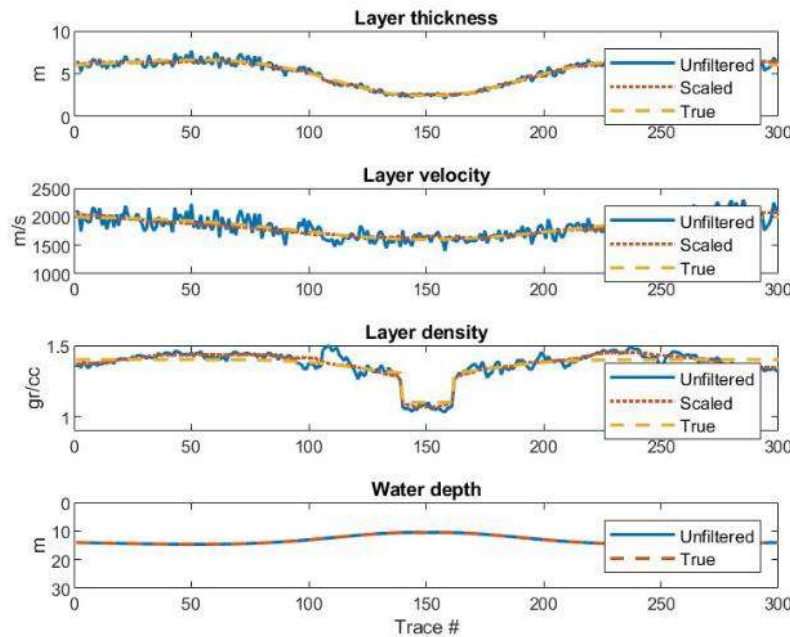 Layer thickness
10
5
0
m
0 50 100 150 200 250 300
Unfiltered
Scaled
True
Layer velocity
2500
2000
1500
1000
m/s
0 50 100 150 200 250 300
Unfiltered
Scaled
True
Layer density
1.5
1
gr/cc
0 50 100 150 200 250 300
Unfiltered
Scaled
True
Water depth
0
10
20
30
m
0 50 100 150 200 250 300
Unfiltered
True
Trace #